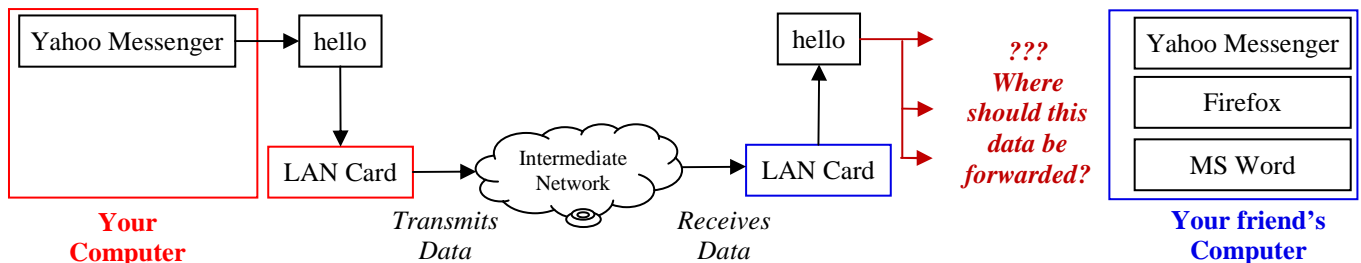 Yahoo Messenger
hello
LAN Card
Your
Computer
Transmits
Data
Intermediate
Network
Receives
Data
LAN Card
hello
???
Where
should this
data be
forwarded?
Yahoo Messenger
Firefox
MS Word
Your friend's
Computer